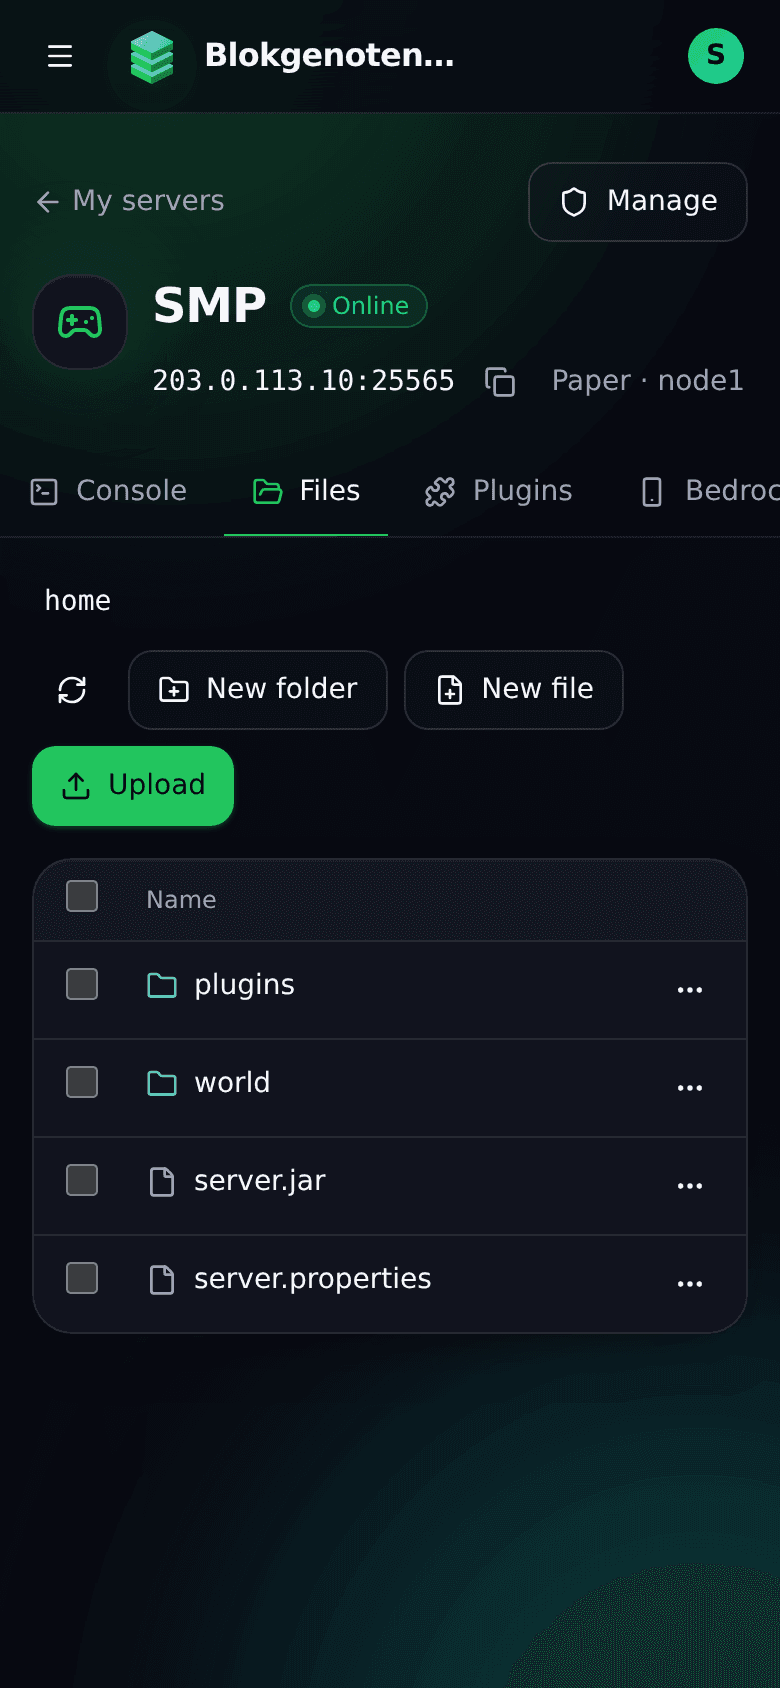 Blokgenoten...
S
My servers
Manage
SMP
Online
203.0.113.10:25565
Paper · node1
Console
Files
Plugins
Bedroc
home
New folder
New file
Upload
Name
plugins
world
server.jar
server.properties